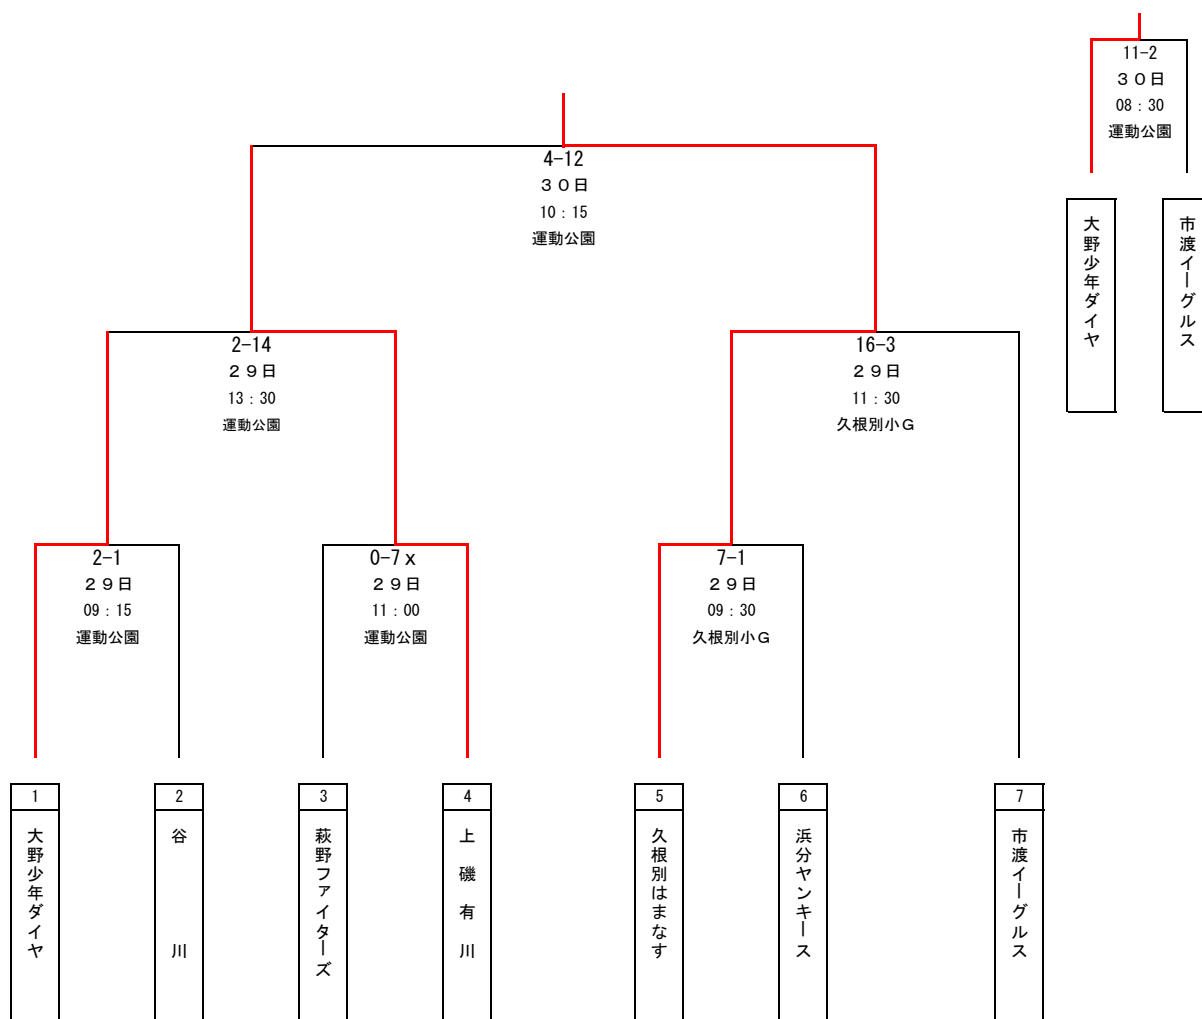 11-2
３０日
08：30
運動公園
大野少年ダイヤ
市渡イーグルス
4-12
３０日
10：15
運動公園
2-14
２９日
13：30
運動公園
16-3
２９日
11：30
久根別小Ｇ
2-1
２９日
09：15
運動公園
0-7ｘ
２９日
11：00
運動公園
7-1
２９日
09：30
久根別小Ｇ
1
大野少年ダイヤ
2
谷川
3
萩野ファイターズ
4
上磯有川
5
久根別はまなす
6
浜分ヤンキース
7
市渡イーグルス